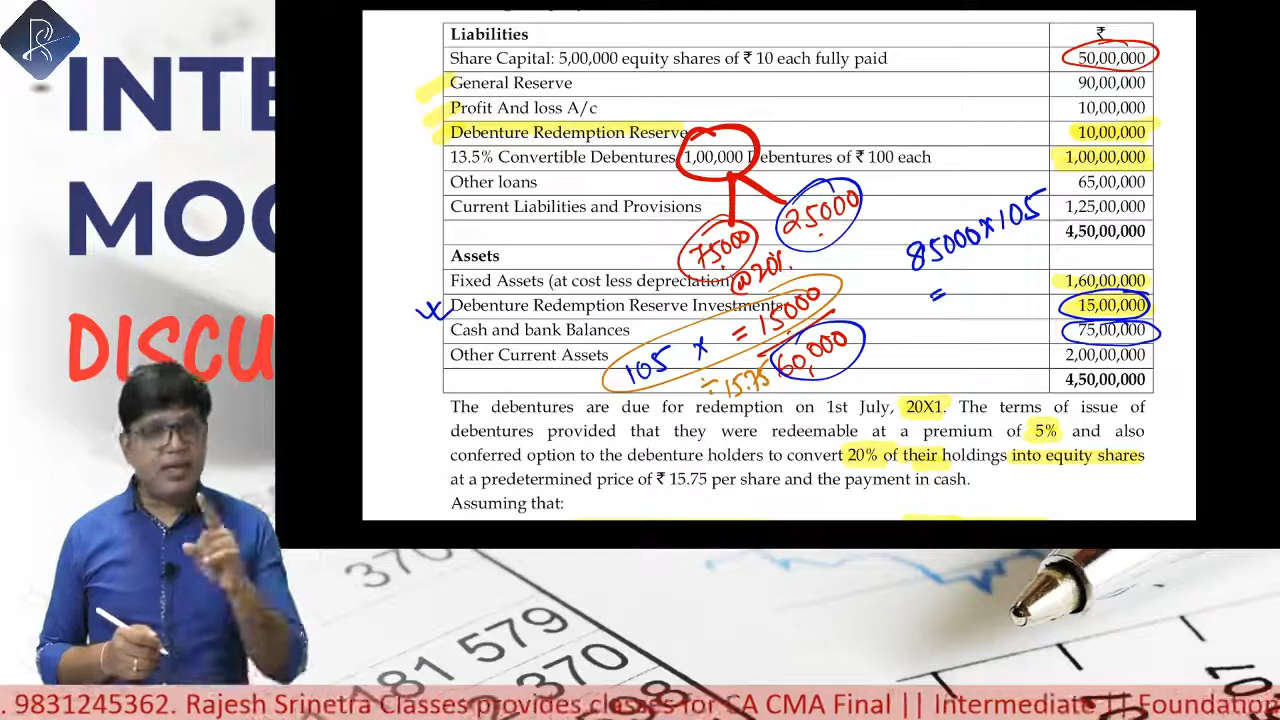 INTE
MOC
DISCU
Liabilities ₹
Share Capital: 5,00,000 equity shares of ₹ 10 each fully paid 50,00,000
General Reserve 90,00,000
Profit And loss A/c 10,00,000
Debenture Redemption Reserve 10,00,000
13.5% Convertible Debentures, 1,00,000 Debentures of ₹ 100 each 1,00,00,000
Other loans 65,00,000
Current Liabilities and Provisions 1,25,00,000
4,50,00,000
Assets
Fixed Assets (at cost less depreciation) 1,60,00,000
Debenture Redemption Reserve Investments 15,00,000
Cash and bank Balances 75,00,000
Other Current Assets 2,00,00,000
4,50,00,000
75000
25000
@20%
105 × = 15000
60,000
÷ 15.75
85000×105
=
The debentures are due for redemption on 1st July, 20X1. The terms of issue of
debentures provided that they were redeemable at a premium of 5% and also
conferred option to the debenture holders to convert 20% of their holdings into equity shares
at a predetermined price of ₹ 15.75 per share and the payment in cash.
Assuming that:
370
181 579
370
. 9831245362. Rajesh Srinetra Classes provides classes for CA CMA Final || Intermediate || Foundation